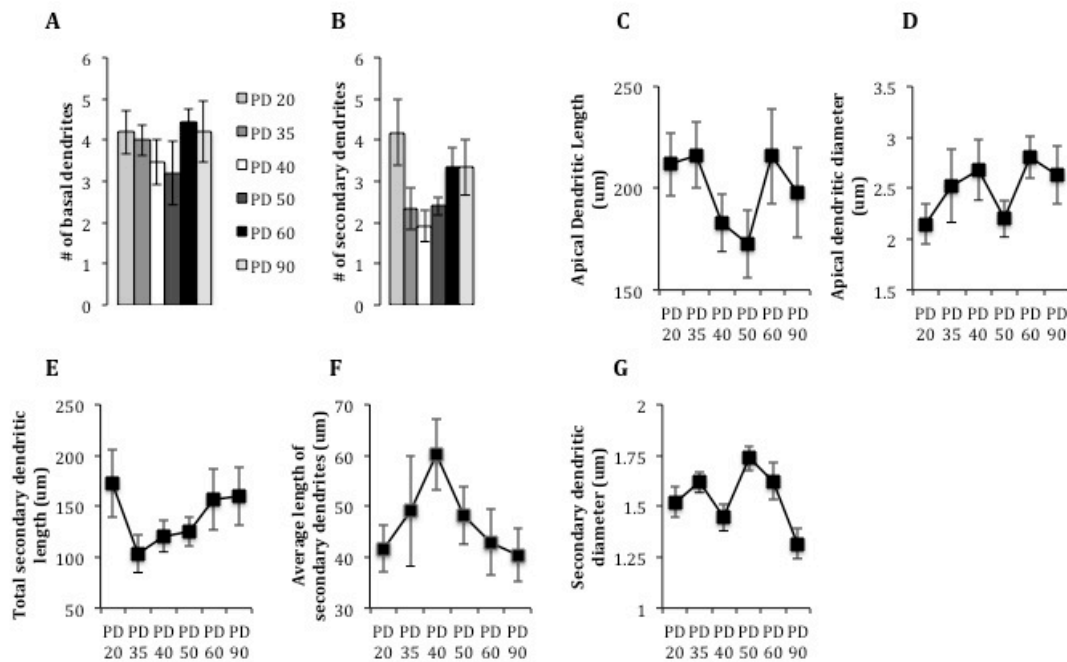 A
# of basal dendrites
6
5
4
3
2
1
0
PD 20
PD 35
PD 40
PD 50
PD 60
PD 90
B
# of secondary dendrites
6
5
4
3
2
1
0
C
Apical Dendritic Length
(um)
250
200
150
PD PD PD PD PD PD
20 35 40 50 60 90
D
Apical dendritic diameter
(um)
3.5
3
2.5
2
1.5
PD PD PD PD PD PD
20 35 40 50 60 90
E
Total secondary dendritic
length (um)
250
200
150
100
50
PD PD PD PD PD PD
20 35 40 50 60 90
F
Average length of
secondary dendrites (um)
70
60
50
40
30
PD PD PD PD PD PD
20 35 40 50 60 90
G
Secondary dendritic
diameter (um)
2
1.75
1.5
1.25
1
PD PD PD PD PD PD
20 35 40 50 60 90